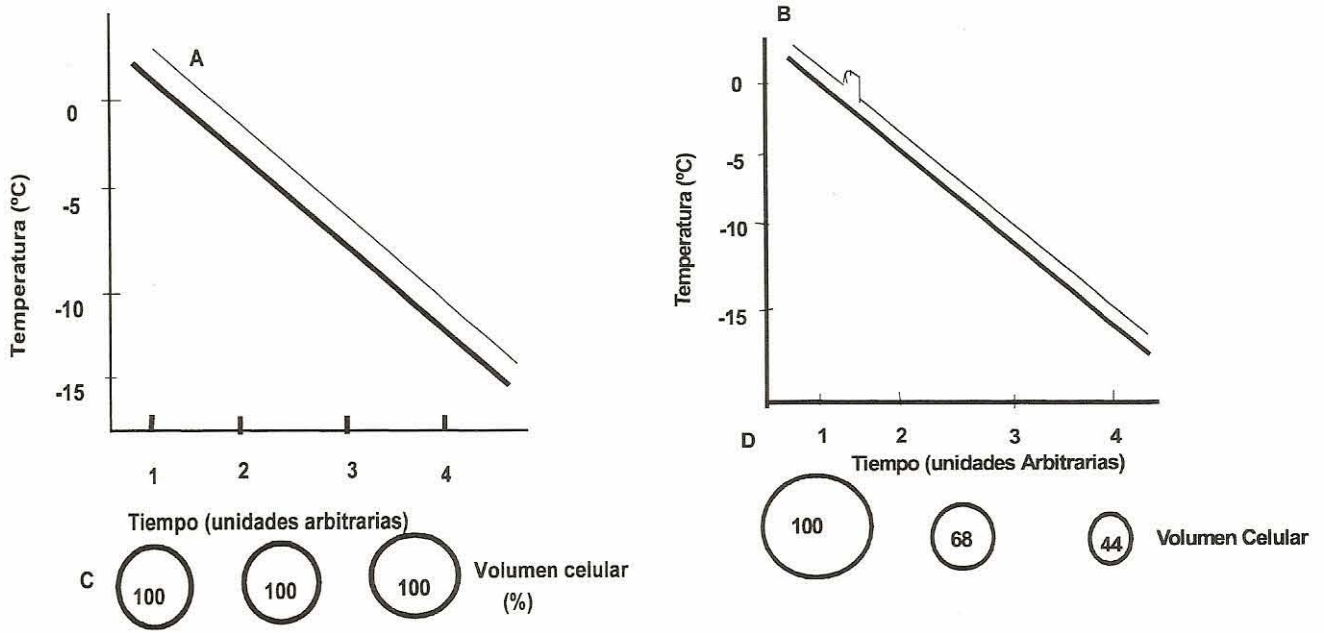 A
Temperatura (ºC)
0
-5
-10
-15
1 2 3 4
Tiempo (unidades arbitrarias)
C
100 100 100
Volumen celular
(%)
B
Temperatura (ºC)
0
-5
-10
-15
1 2 3 4
Tiempo (unidades Arbitrarias)
D
100 68 44
Volumen Celular